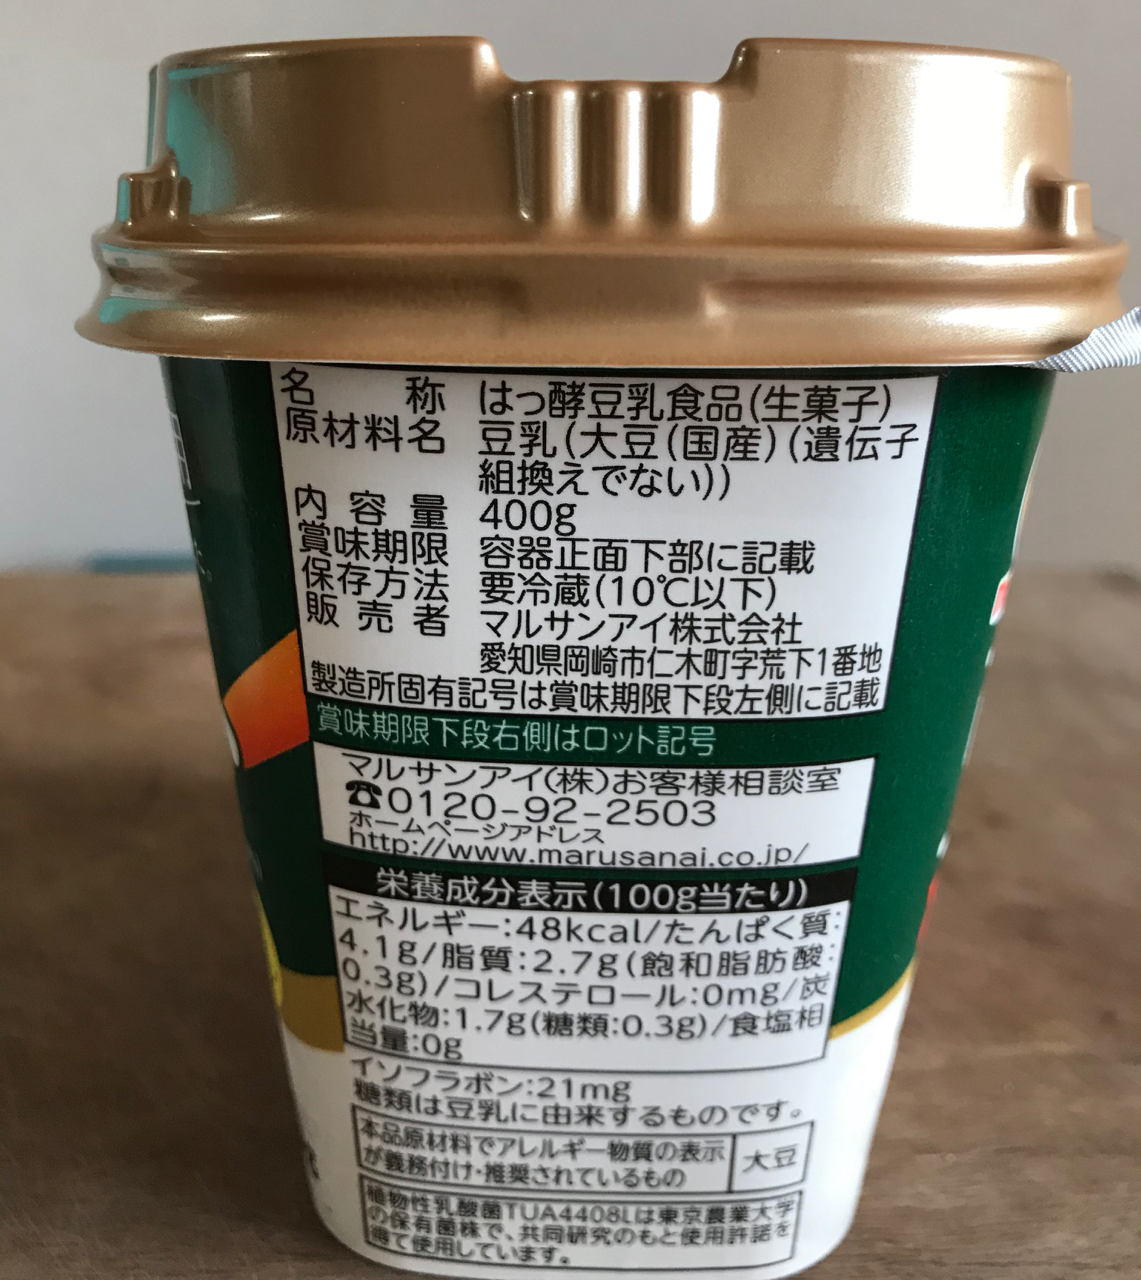 名称 はっ酵豆乳食品(生菓子)
原材料名 豆乳(大豆(国産)(遺伝子
組換えでない))
内容量 400g
賞味期限 容器正面下部に記載
保存方法 要冷蔵(10℃以下)
販売者 マルサンアイ株式会社
愛知県岡崎市仁木町字荒下1番地
製造所固有記号は賞味期限下段左側に記載
賞味期限下段右側はロット記号
マルサンアイ(株)お客様相談室
☎0120-92-2503
ホームページアドレス
http://www.marusanai.co.jp/
栄養成分表示(100g当たり)
エネルギー:48kcal/たんぱく質:
4.1g/脂質:2.7g(飽和脂肪酸:
0.3g)/コレステロール:0mg/炭
水化物:1.7g(糖類:0.3g)/食塩相
当量:0g
イソフラボン:21mg
糖類は豆乳に由来するものです。
本品原材料でアレルギー物質の表示
が義務付け・推奨されているもの
大豆
植物性乳酸菌TUA4408Lは東京農業大学
の保有菌株で、共同研究のもと使用許諾を
得て使用しています。